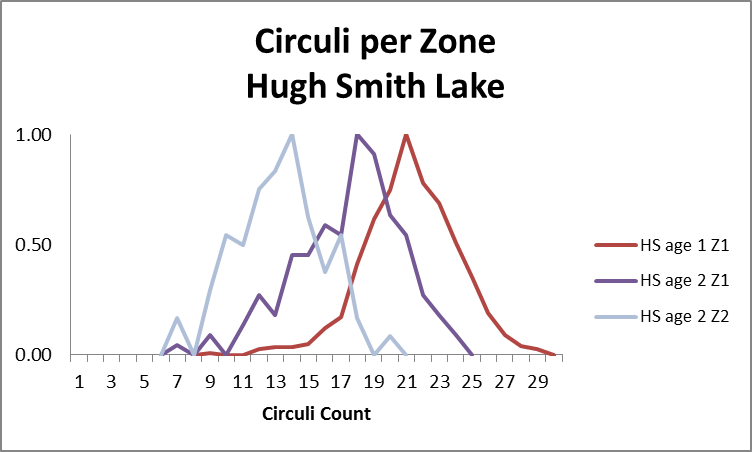 Circuli per Zone
Hugh Smith Lake
1.00
0.50
0.00
1 3 5 7 9 11 13 15 17 19 21 23 25 27 29
Circuli Count
HS age 1 Z1
HS age 2 Z1
HS age 2 Z2